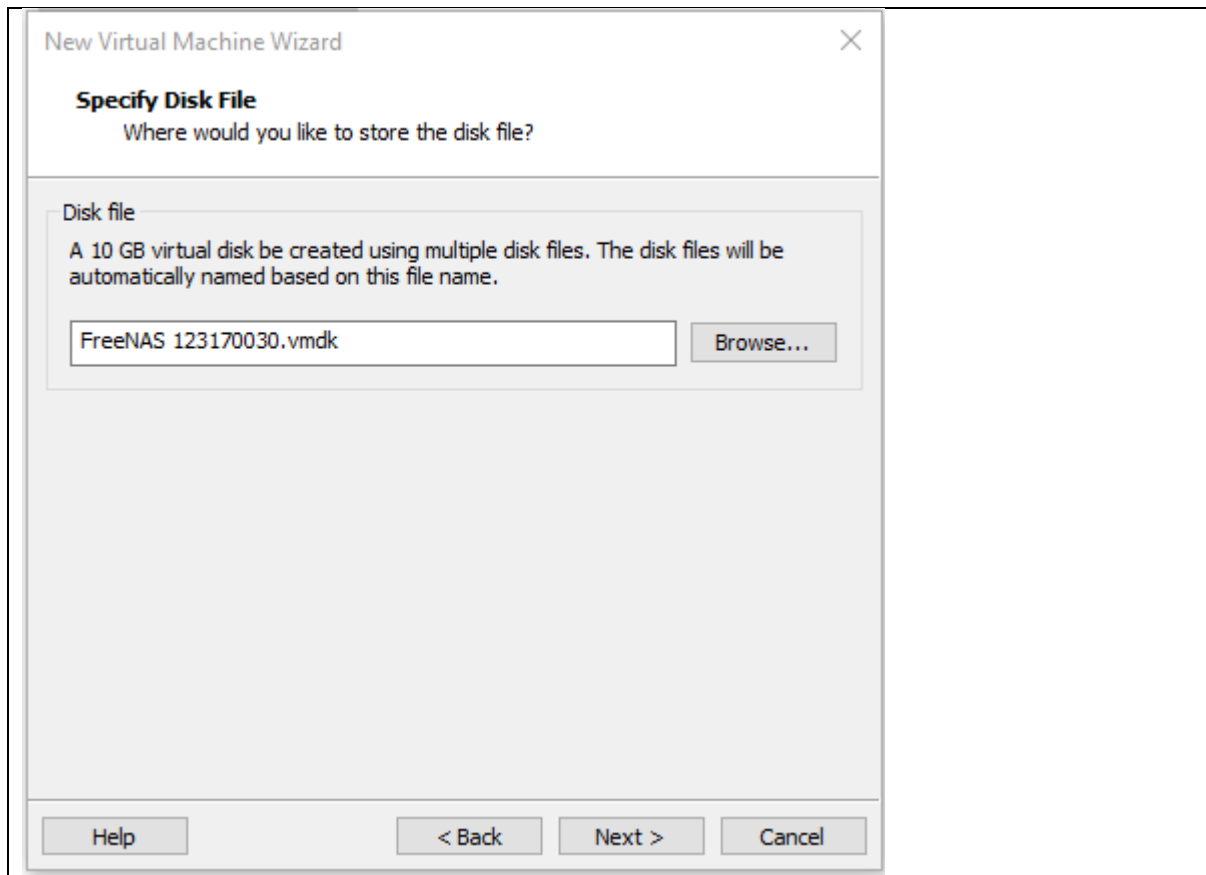 New Virtual Machine Wizard
Specify Disk File
Where would you like to store the disk file?
Disk file
A 10 GB virtual disk be created using multiple disk files. The disk files will be
automatically named based on this file name.
FreeNAS 123170030.vmdk
Browse...
Help
< Back
Next >
Cancel